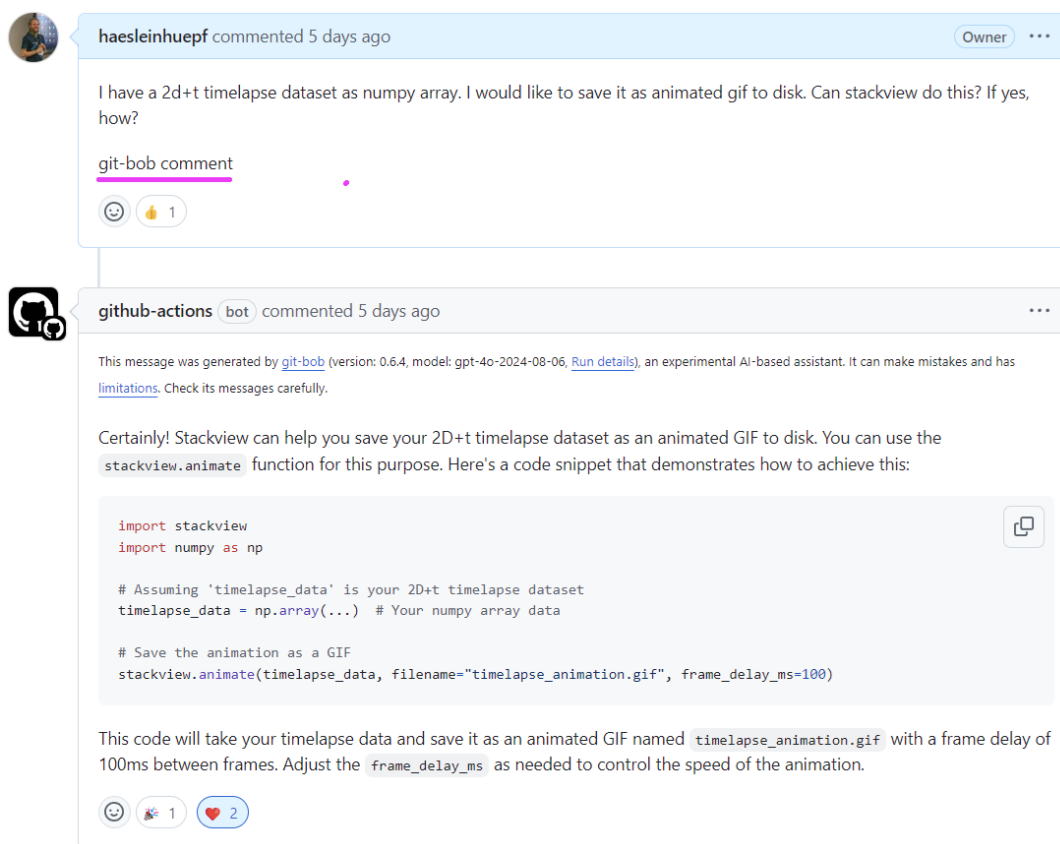 haesleinhuepf commented 5 days ago
Owner
I have a 2d+t timelapse dataset as numpy array. I would like to save it as animated gif to disk. Can stackview do this? If yes,
how?
git-bob comment
👍 1
github-actions bot commented 5 days ago
This message was generated by git-bob (version: 0.6.4, model: gpt-4o-2024-08-06, Run details), an experimental AI-based assistant. It can make mistakes and has
limitations. Check its messages carefully.
Certainly! Stackview can help you save your 2D+t timelapse dataset as an animated GIF to disk. You can use the
stackview.animate function for this purpose. Here's a code snippet that demonstrates how to achieve this:
import stackview
import numpy as np
# Assuming 'timelapse_data' is your 2D+t timelapse dataset
timelapse_data = np.array(...)  # Your numpy array data
# Save the animation as a GIF
stackview.animate(timelapse_data, filename="timelapse_animation.gif", frame_delay_ms=100)
This code will take your timelapse data and save it as an animated GIF named timelapse_animation.gif with a frame delay of
100ms between frames. Adjust the frame_delay_ms as needed to control the speed of the animation.
🎉 1 ❤️ 2